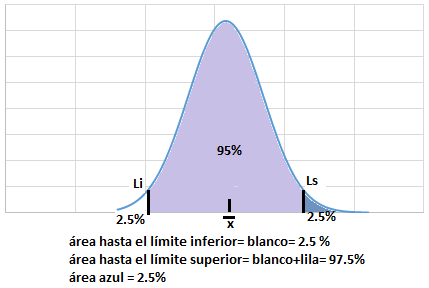 95%
Li
Ls
2.5%
2.5%
x
área hasta el límite inferior= blanco= 2.5 %
área hasta el límite superior= blanco+lila= 97.5%
área azul = 2.5%